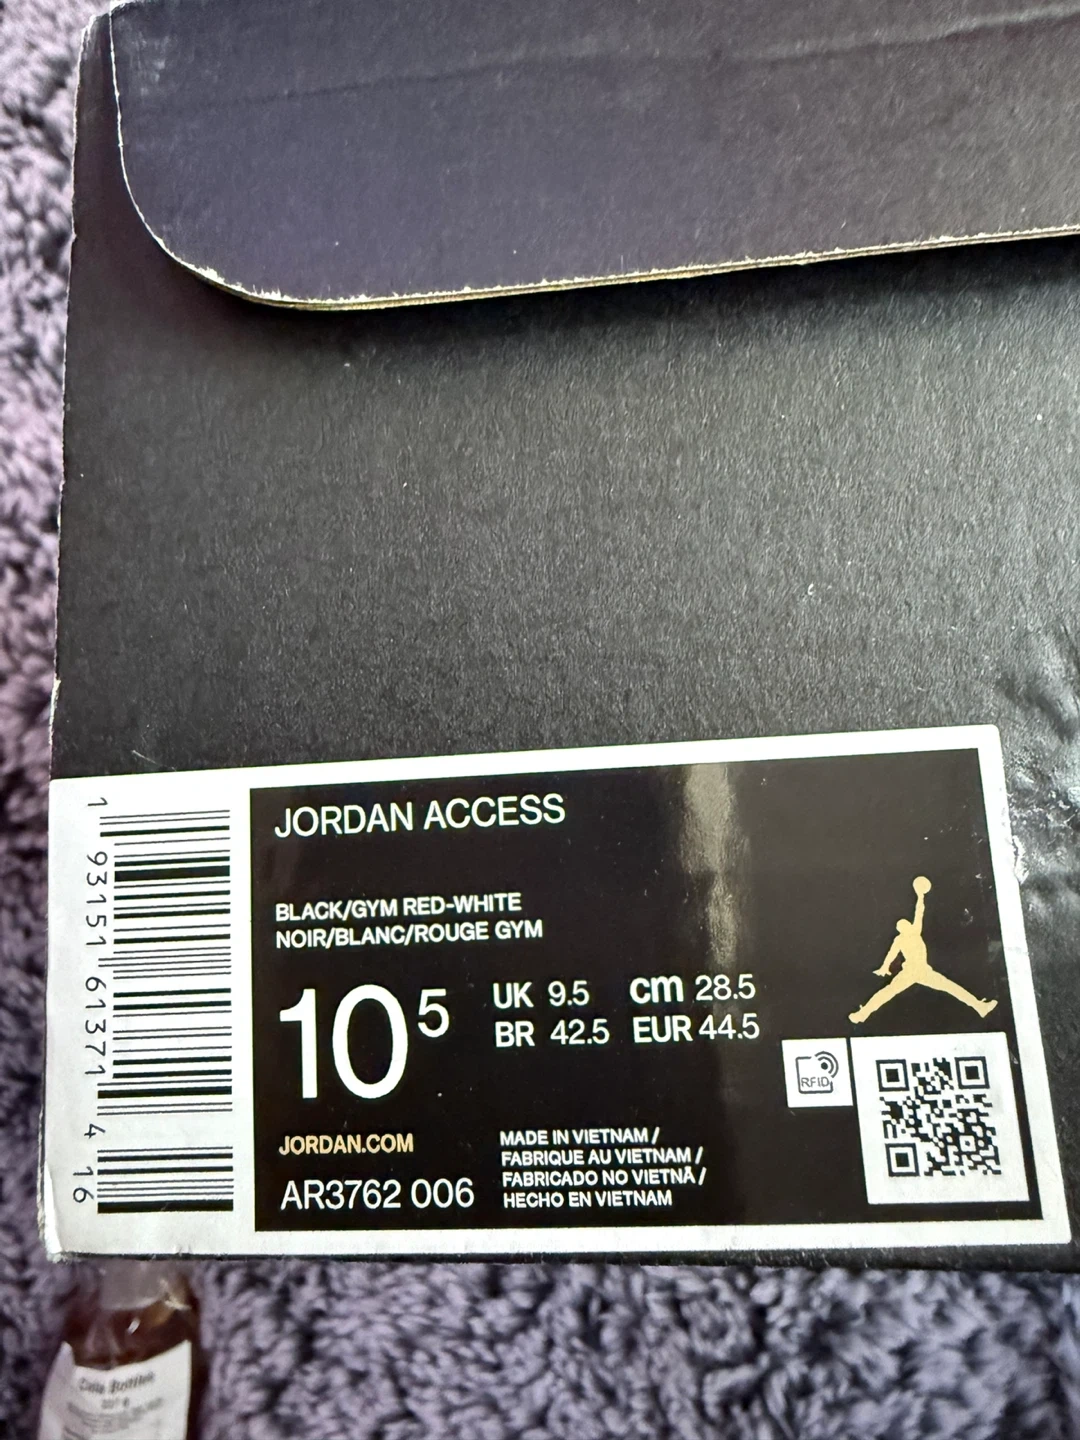 JORDAN ACCESS
BLACK/GYM RED-WHITE
NOIR/BLANC/ROUGE GYM
10 5
UK 9.5 cm 28.5
BR 42.5 EUR 44.5
RFID
JORDAN.COM
AR3762 006
MADE IN VIETNAM /
FABRIQUE AU VIETNAM /
FABRICADO NO VIETNÃ /
HECHO EN VIETNAM
1 93151 61371 4 16